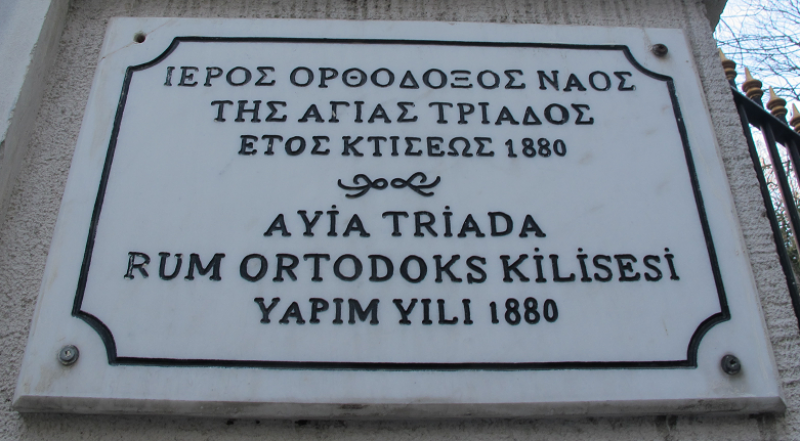 ΙΕΡΟΣ ΟΡΘΟΔΟΞΟΣ ΝΑΟΣ
ΤΗΣ ΑΓΙΑΣ ΤΡΙΑΔΟΣ
ΕΤΟΣ ΚΤΙΣΕΩΣ 1880
AYİA TRİADA
RUM ORTODOKS KİLİSESİ
YAPIM YILI 1880